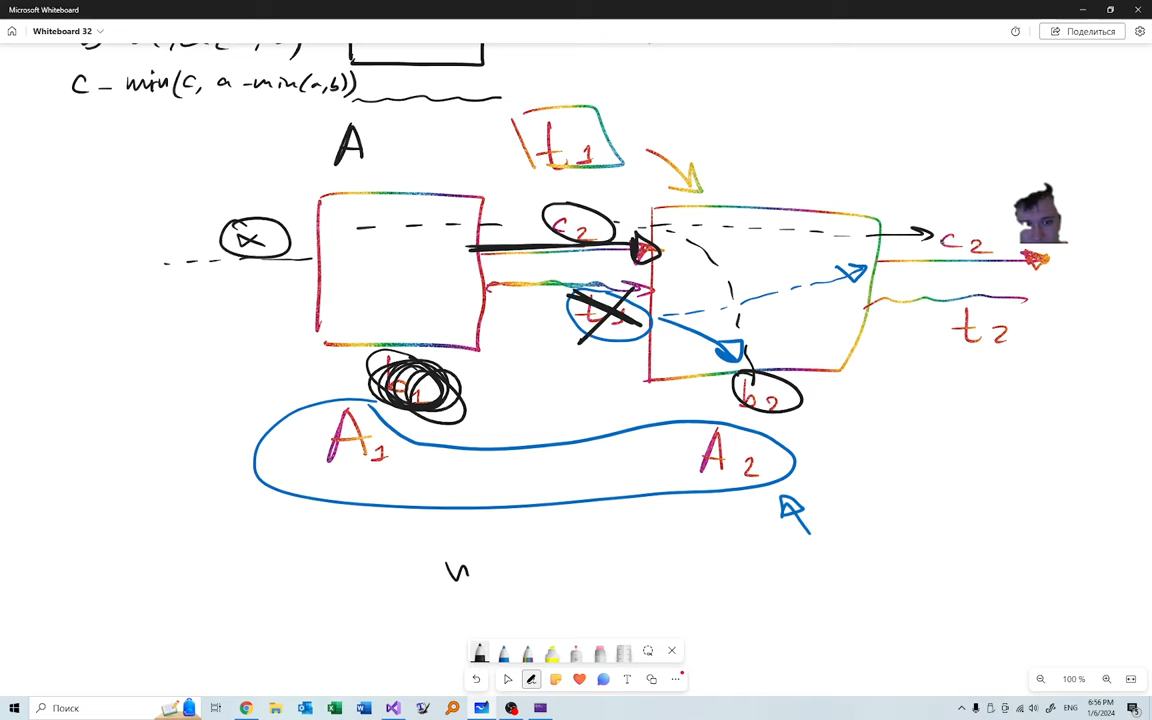 Microsoft Whiteboard
Whiteboard 32
Поделиться
c - min(c, a - min(a,b))
A
t1
c2
c2
t2
b2
A1
A2
100 %
Поиск
ENG
6:56 PM
1/6/2024
5